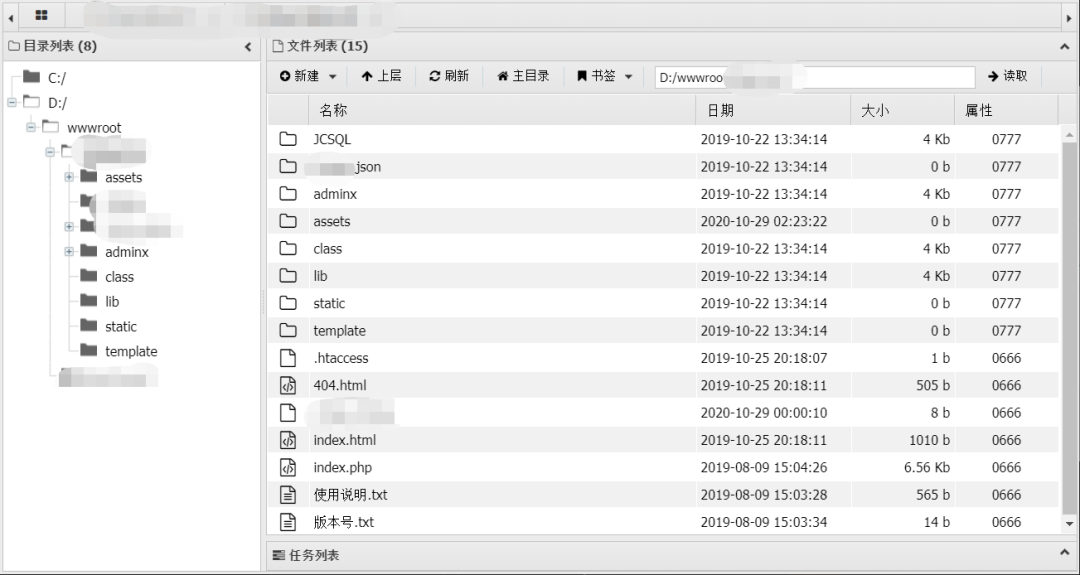 目录列表 (8)
C:/
D:/
wwwroot
assets
adminx
class
lib
static
template
文件列表 (15)
新建 上层 刷新 主目录 书签 D:/wwwroo 读取
名称 日期 大小 属性
JCSQL 2019-10-22 13:34:14 4 Kb 0777
json 2019-10-22 13:34:14 0 b 0777
adminx 2019-10-22 13:34:14 4 Kb 0777
assets 2020-10-29 02:23:22 0 b 0777
class 2019-10-22 13:34:14 4 Kb 0777
lib 2019-10-22 13:34:14 4 Kb 0777
static 2019-10-22 13:34:14 0 b 0777
template 2019-10-22 13:34:14 0 b 0777
.htaccess 2019-10-25 20:18:07 1 b 0666
404.html 2019-10-25 20:18:11 505 b 0666
2020-10-29 00:00:10 8 b 0666
index.html 2019-10-25 20:18:11 1010 b 0666
index.php 2019-08-09 15:04:26 6.56 Kb 0666
使用说明.txt 2019-08-09 15:03:28 565 b 0666
版本号.txt 2019-08-09 15:03:34 14 b 0666
任务列表